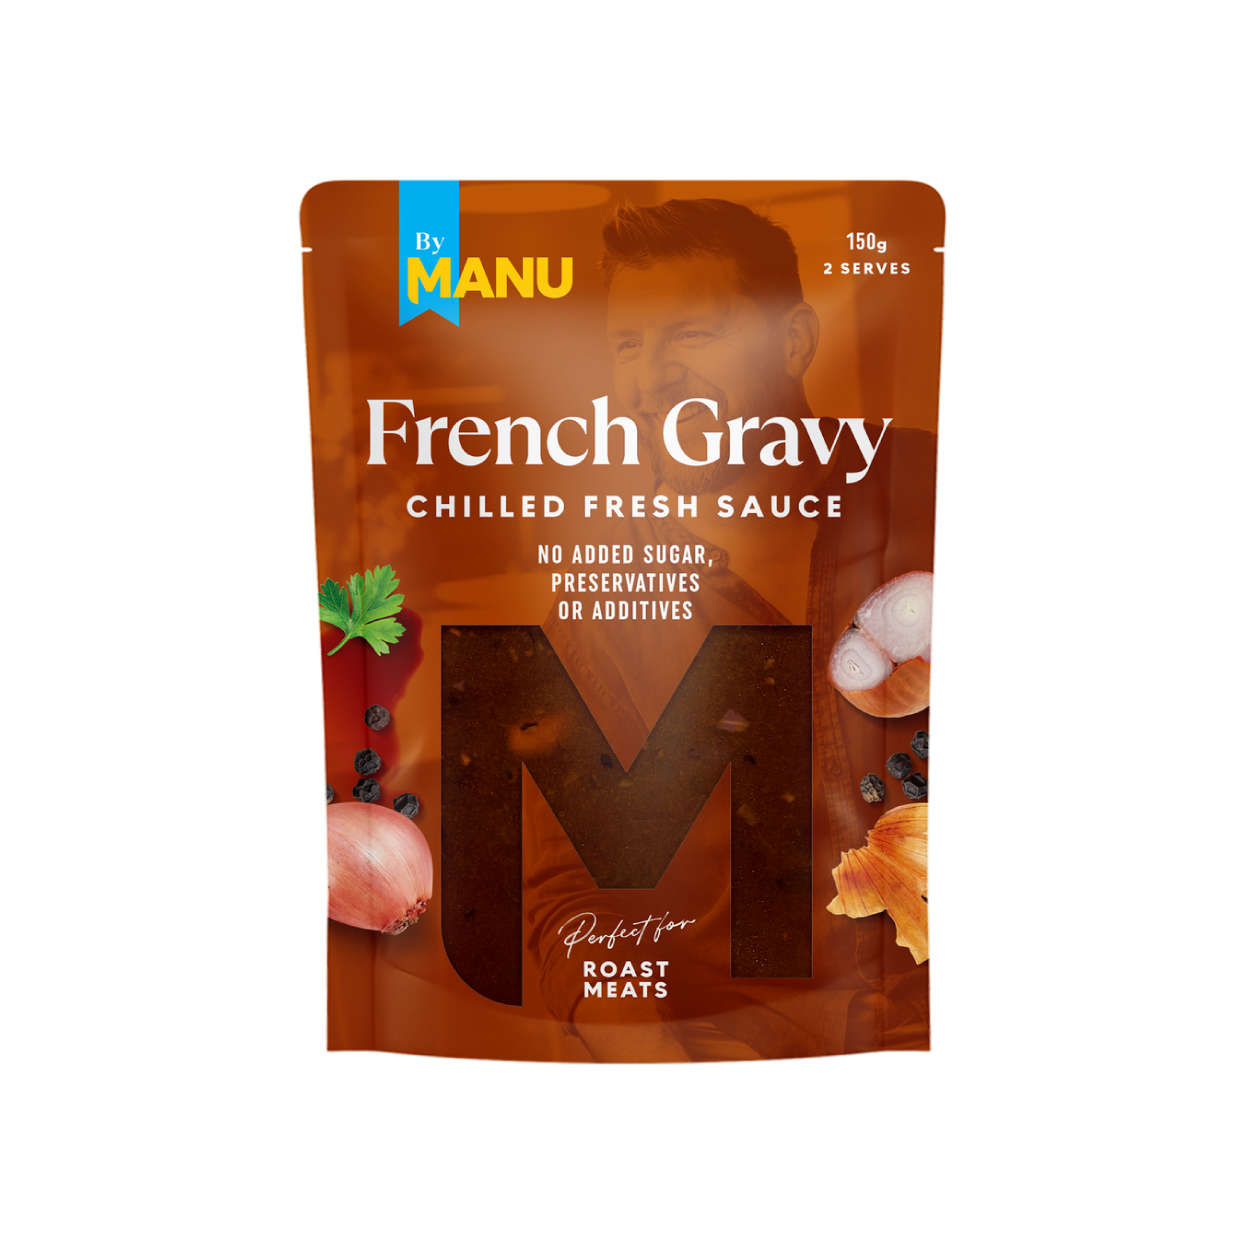 By
MANU
150g
2 SERVES
French Gravy
CHILLED FRESH SAUCE
NO ADDED SUGAR,
PRESERVATIVES
OR ADDITIVES
Perfect for
ROAST
MEATS